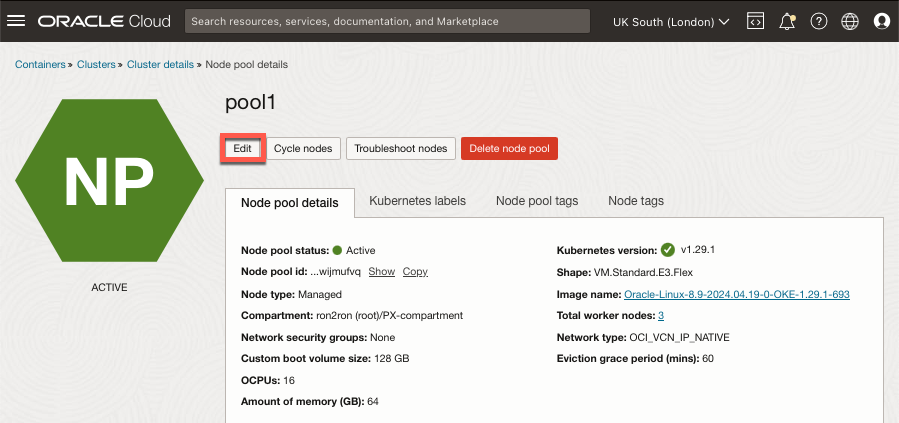 ORACLE Cloud Search resources, services, documentation, and Marketplace UK South (London)
Containers » Clusters » Cluster details » Node pool details
pool1
Edit Cycle nodes Troubleshoot nodes Delete node pool
NP
ACTIVE
Node pool details Kubernetes labels Node pool tags Node tags
Node pool status: Active
Node pool id: ...wijmufvq Show Copy
Node type: Managed
Compartment: ron2ron (root)/PX-compartment
Network security groups: None
Custom boot volume size: 128 GB
OCPUs: 16
Amount of memory (GB): 64
Kubernetes version: v1.29.1
Shape: VM.Standard.E3.Flex
Image name: Oracle-Linux-8.9-2024.04.19-0-OKE-1.29.1-693
Total worker nodes: 3
Network type: OCI_VCN_IP_NATIVE
Eviction grace period (mins): 60